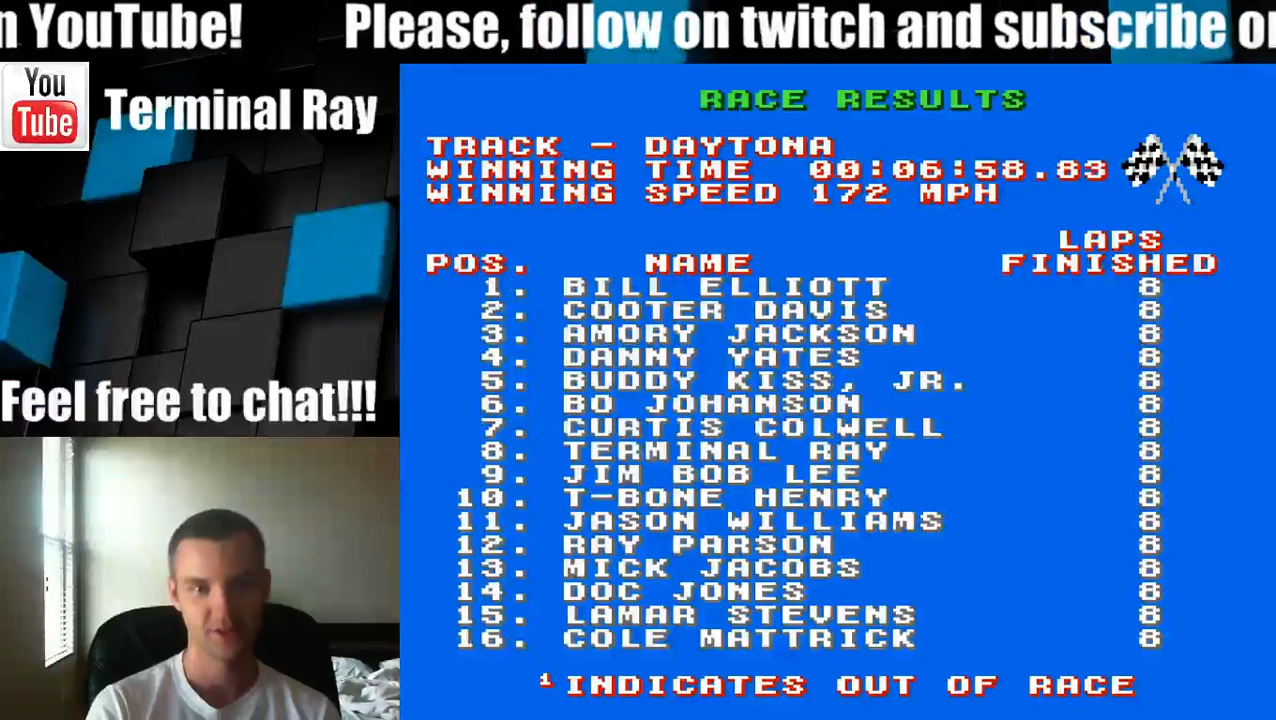 n YouTube!     Please, follow on twitch and subscribe o
You
Tube
Terminal Ray
Feel free to chat!!!
RACE RESULTS
TRACK - DAYTONA
WINNING TIME 00:06:58.83
WINNING SPEED 172 MPH
LAPS
POS. NAME FINISHED
1. BILL ELLIOTT 8
2. COOTER DAVIS 8
3. AMORY JACKSON 8
4. DANNY YATES 8
5. BUDDY KISS, JR. 8
6. BO JOHANSON 8
7. CURTIS COLWELL 8
8. TERMINAL RAY 8
9. JIM BOB LEE 8
10. T-BONE HENRY 8
11. JASON WILLIAMS 8
12. RAY PARSON 8
13. MICK JACOBS 8
14. DOC JONES 8
15. LAMAR STEVENS 8
16. COLE MATTRICK 8
¹INDICATES OUT OF RACE